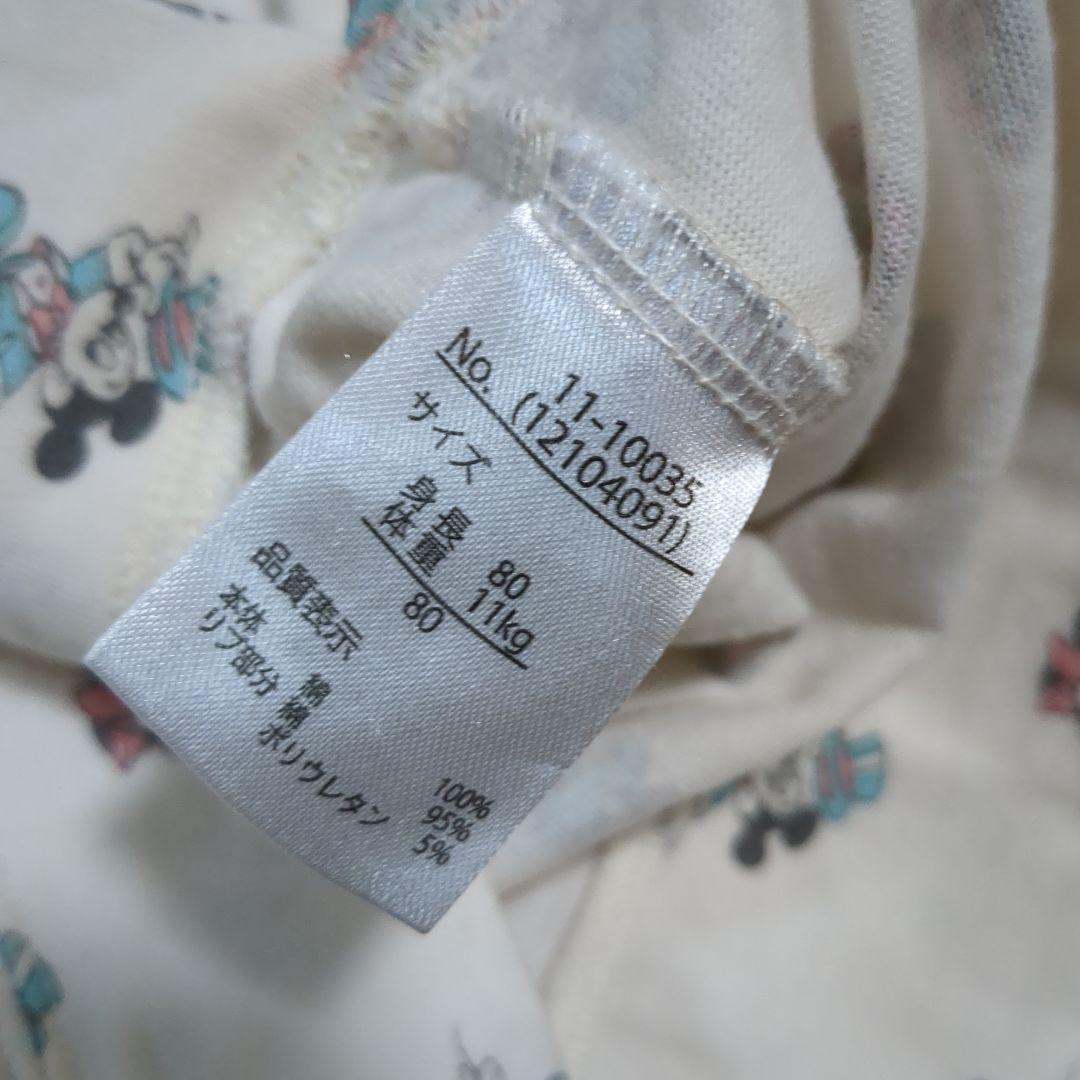 No. 11-10035
(12104091)
サイズ
身長 80
体重 11kg
80
品質表示
本体 綿 100%
リブ部分 綿 95%
ポリウレタン 5%